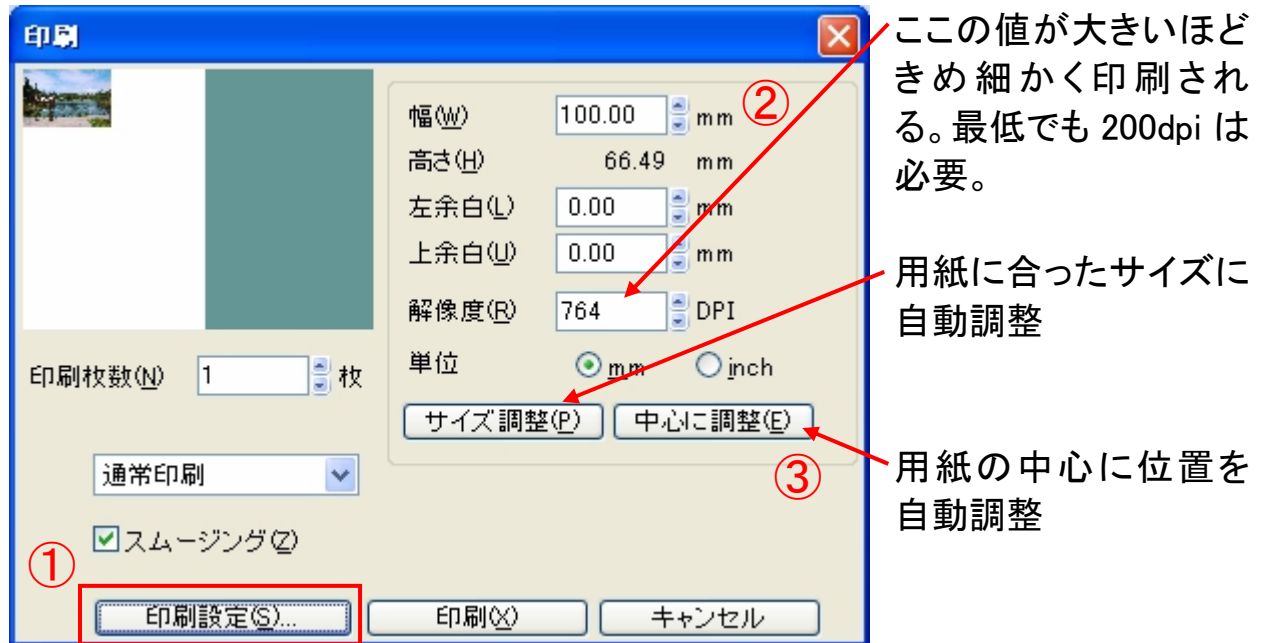 印刷
幅(W) 100.00 mm ②
高さ(H) 66.49 mm
左余白(L) 0.00 mm
上余白(U) 0.00 mm
解像度(R) 764 DPI
単位 mm inch
サイズ調整(P) 中心に調整(E)
③
印刷枚数(N) 1 枚
通常印刷
スムージング(Z)
①
印刷設定(S)... 印刷(X) キャンセル
ここの値が大きいほど
きめ細かく印刷され
る。最低でも 200dpi は
必要。
用紙に合ったサイズに
自動調整
用紙の中心に位置を
自動調整